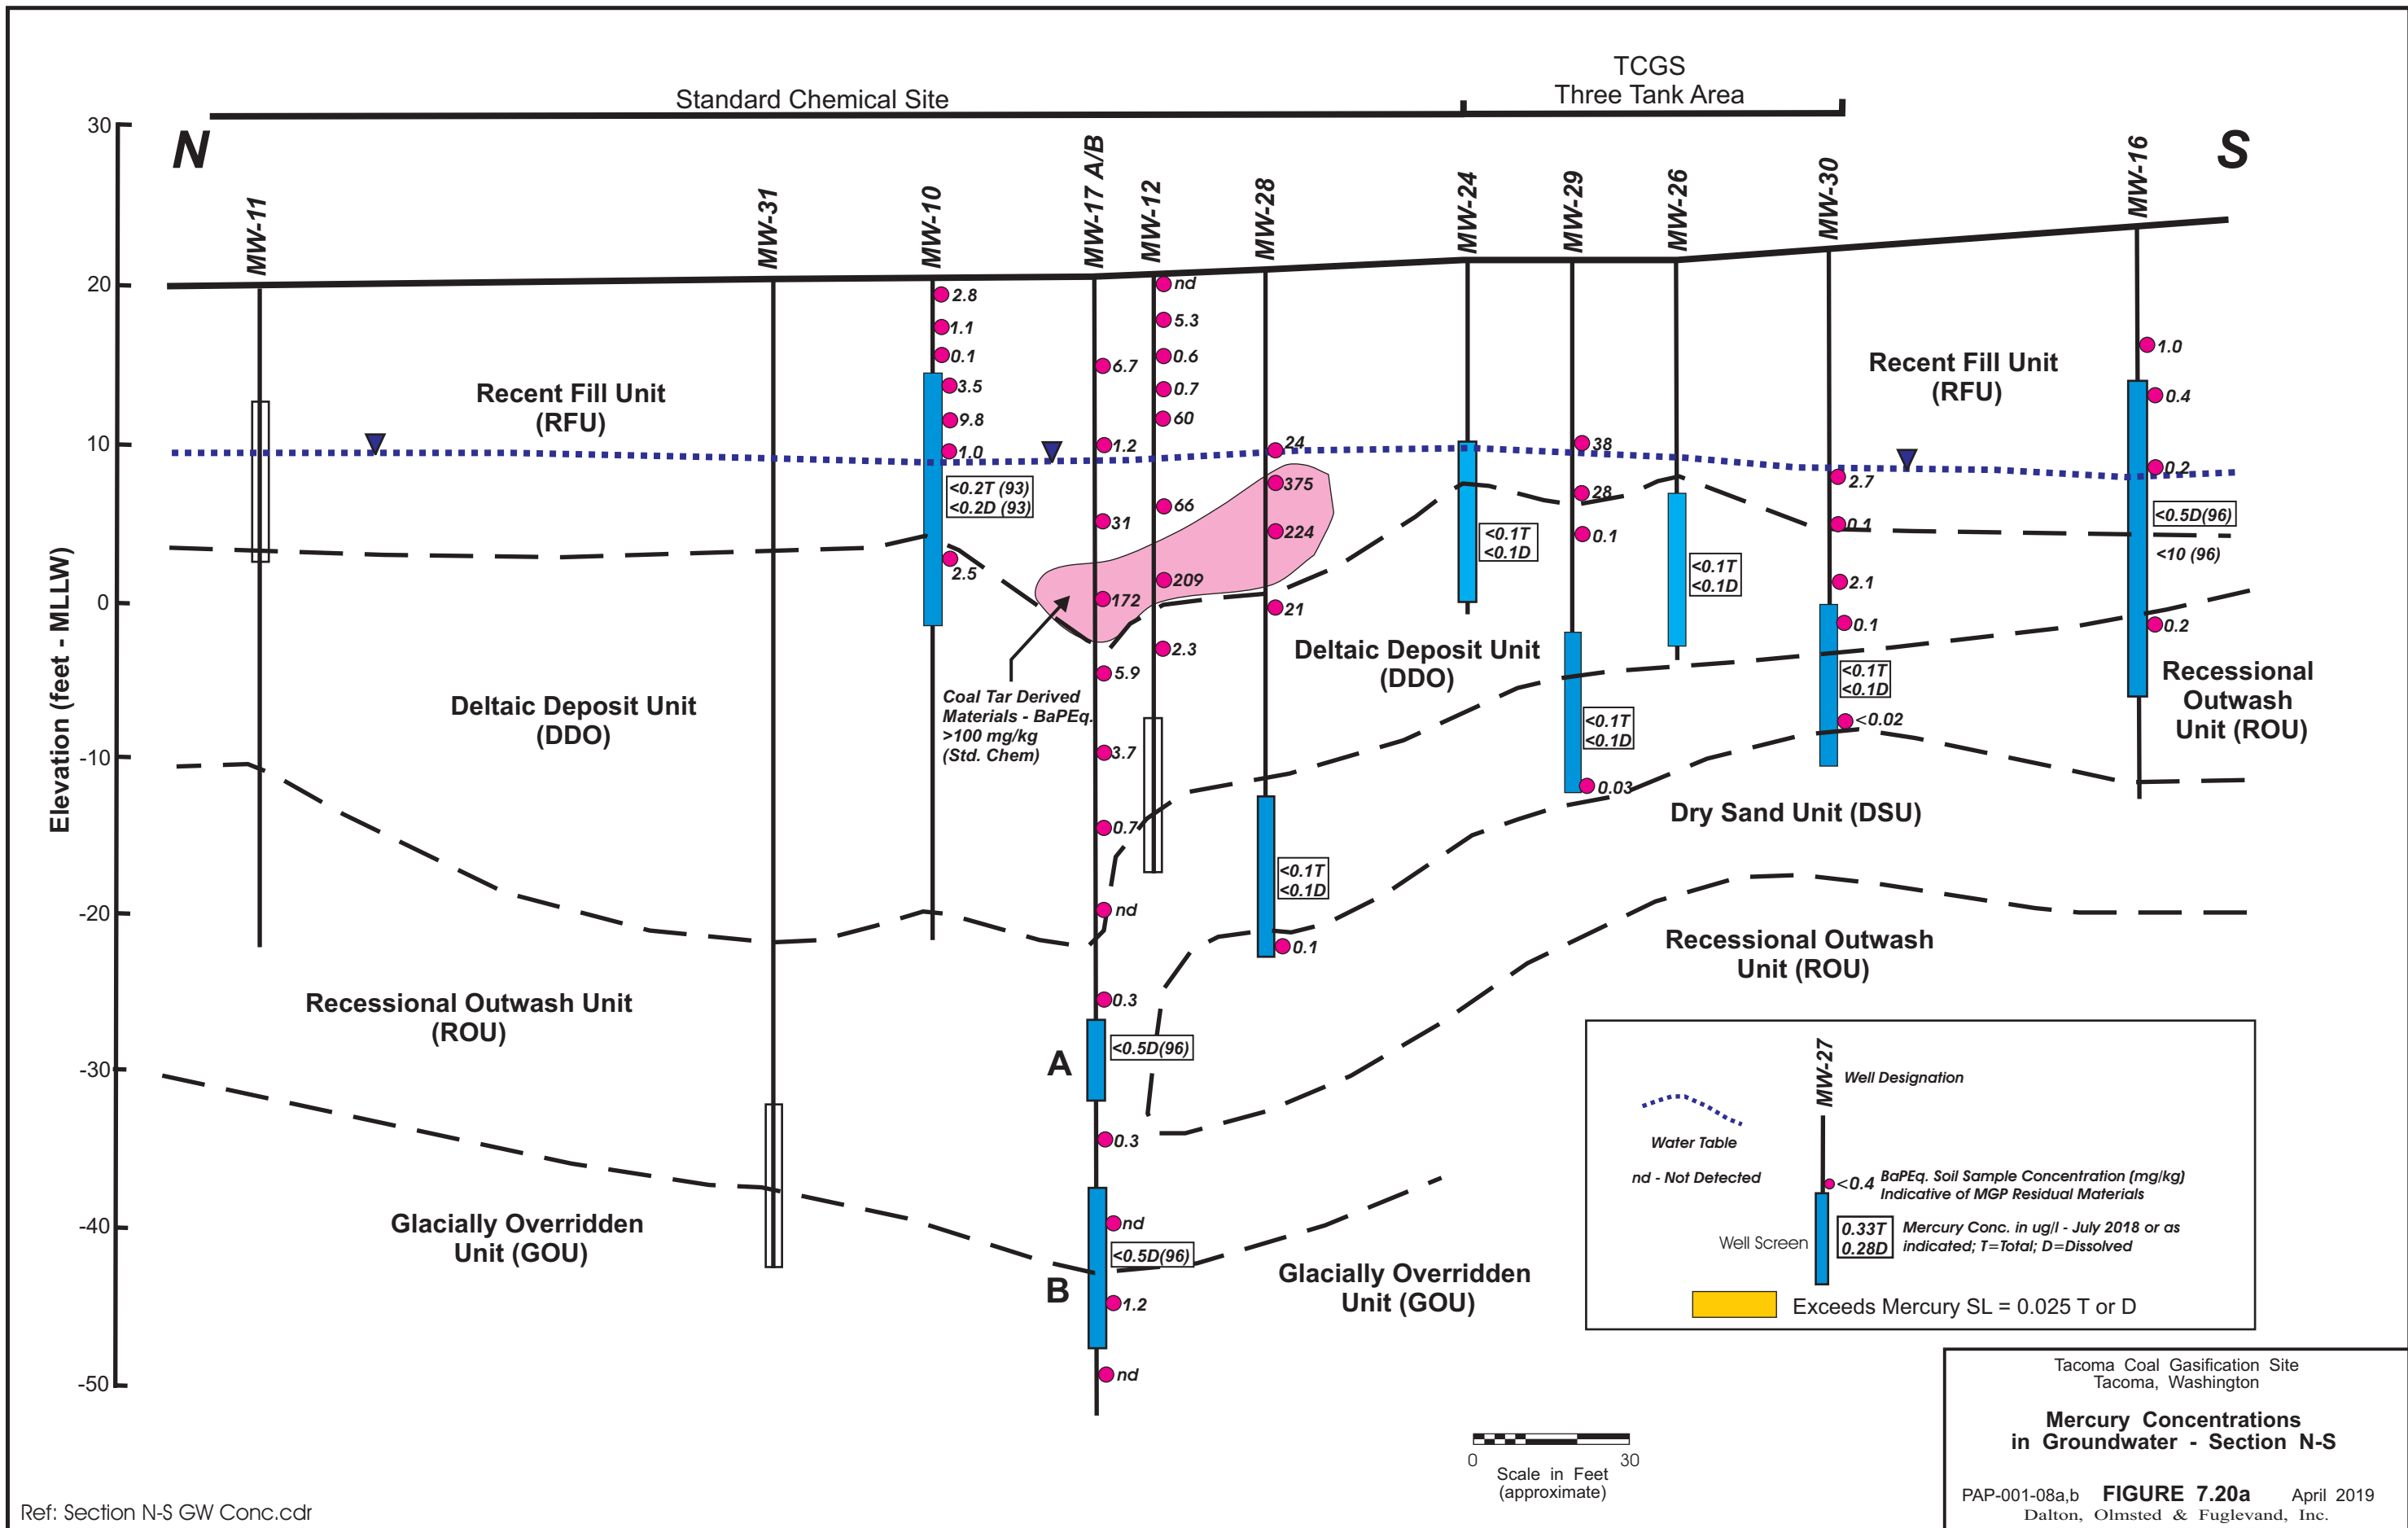 TCGS
Standard Chemical Site
Three Tank Area
N
S
MW-11
MW-31
MW-10
MW-17 A/B
MW-12
MW-28
MW-24
MW-29
MW-26
MW-30
MW-16
Elevation (feet - MLLW)
30
20
10
0
-10
-20
-30
-40
-50
2.8
1.1
0.1
3.5
9.8
1.0
<0.2T (93)
<0.2D (93)
2.5
6.7
1.2
31
172
5.9
3.7
0.7
nd
0.3
<0.5D(96)
0.3
nd
<0.5D(96)
1.2
nd
A
B
nd
5.3
0.6
0.7
60
66
209
2.3
24
375
224
21
<0.1T
<0.1D
0.1
<0.1T
<0.1D
38
28
0.1
<0.1T
<0.1D
0.03
<0.1T
<0.1D
2.7
0.1
2.1
0.1
<0.1T
<0.1D
<0.02
1.0
0.4
0.2
<0.5D(96)
<10 (96)
0.2
Recent Fill Unit
(RFU)
Recent Fill Unit
(RFU)
Deltaic Deposit Unit
(DDO)
Coal Tar Derived
Materials - BaPEq.
>100 mg/kg
(Std. Chem)
Deltaic Deposit Unit
(DDO)
Recessional
Outwash
Unit (ROU)
Dry Sand Unit (DSU)
Recessional Outwash Unit
(ROU)
Recessional Outwash
Unit (ROU)
Glacially Overridden
Unit (GOU)
Glacially Overridden
Unit (GOU)
MW-27
Well Designation
Water Table
nd - Not Detected
<0.4
BaPEq. Soil Sample Concentration (mg/kg)
Indicative of MGP Residual Materials
Well Screen
0.33T
0.28D
Mercury Conc. in ug/l - July 2018 or as
indicated; T=Total; D=Dissolved
Exceeds Mercury SL = 0.025 T or D
0
30
Scale in Feet
(approximate)
Tacoma Coal Gasification Site
Tacoma, Washington
Mercury Concentrations
in Groundwater - Section N-S
PAP-001-08a,b FIGURE 7.20a April 2019
Dalton, Olmsted & Fuglevand, Inc.
Ref: Section N-S GW Conc.cdr